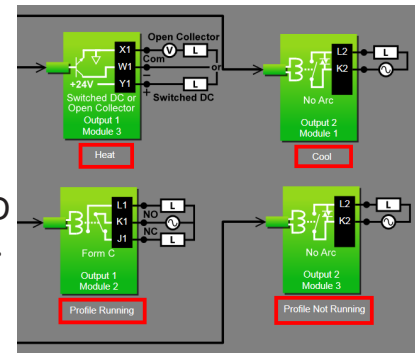 Open Collector
X1
V
L
Com
W1
or
−
+24V
Y1
L
+
Switched DC or
Open Collector
Switched DC
Output 1
Module 3
Heat
L2
L
K2
No Arc
Output 2
Module 1
Cool
L1
L
NO
K1
NC
J1
L
Form C
Output 1
Module 2
Profile Running
L2
L
K2
No Arc
Output 2
Module 3
Profile Not Running